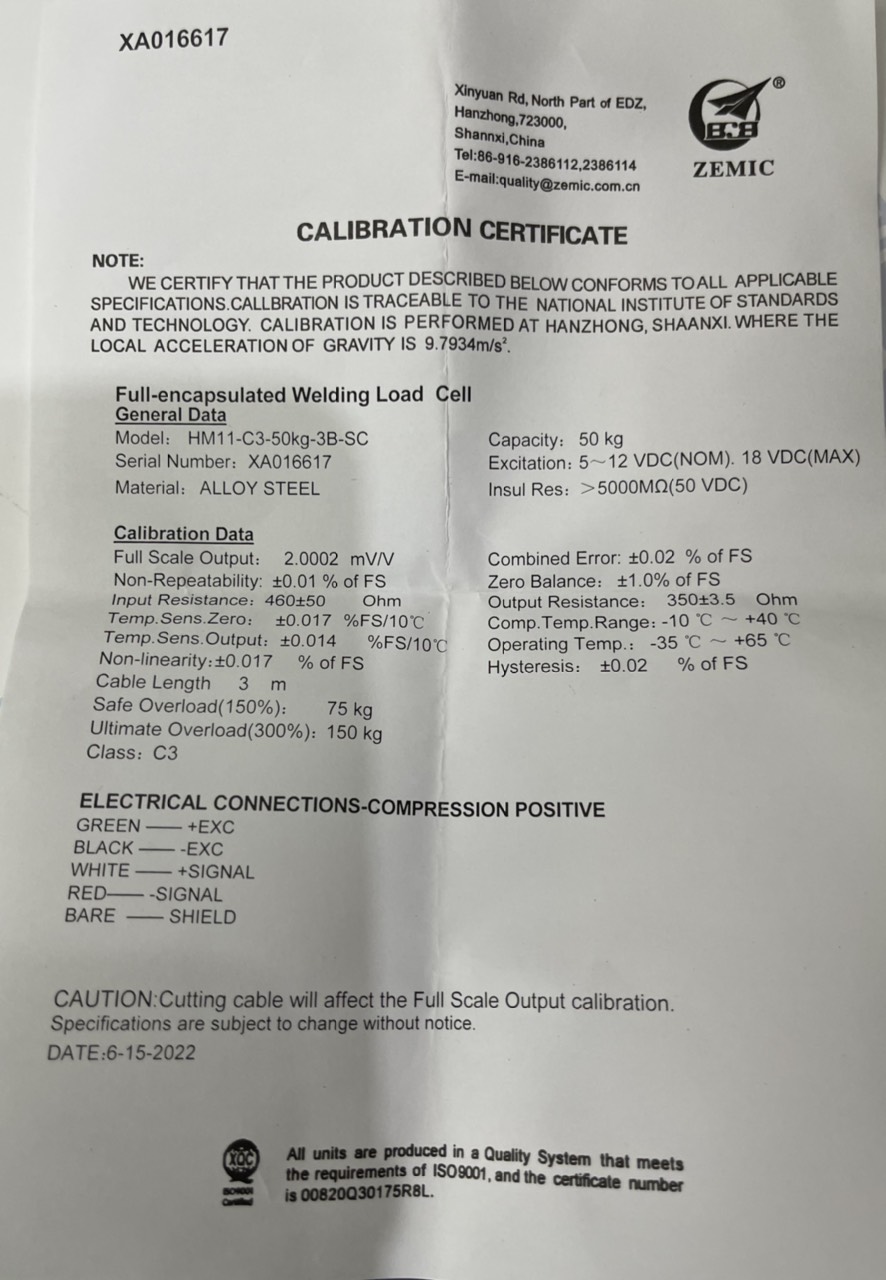 XA016617
Xinyuan Rd, North Part of EDZ,
Hanzhong,723000,
Shannxi,China
Tel:86-916-2386112,2386114
E-mail:quality@zemic.com.cn
®
BSB
ZEMIC
CALIBRATION CERTIFICATE
NOTE:
WE CERTIFY THAT THE PRODUCT DESCRIBED BELOW CONFORMS TO ALL APPLICABLE
SPECIFICATIONS.CALLBRATION IS TRACEABLE TO THE NATIONAL INSTITUTE OF STANDARDS
AND TECHNOLOGY. CALIBRATION IS PERFORMED AT HANZHONG, SHAANXI. WHERE THE
LOCAL ACCELERATION OF GRAVITY IS 9.7934m/s².
Full-encapsulated Welding Load Cell
General Data
Model: HM11-C3-50kg-3B-SC Capacity: 50 kg
Serial Number: XA016617 Excitation: 5~12 VDC(NOM). 18 VDC(MAX)
Material: ALLOY STEEL Insul Res: >5000MΩ(50 VDC)
Calibration Data
Full Scale Output: 2.0002 mV/V Combined Error: ±0.02 % of FS
Non-Repeatability: ±0.01 % of FS Zero Balance: ±1.0% of FS
Input Resistance: 460±50 Ohm Output Resistance: 350±3.5 Ohm
Temp.Sens.Zero: ±0.017 %FS/10℃ Comp.Temp.Range: -10 ℃ ~ +40 ℃
Temp.Sens.Output: ±0.014 %FS/10℃ Operating Temp.: -35 ℃ ~ +65 ℃
Non-linearity:±0.017 % of FS Hysteresis: ±0.02 % of FS
Cable Length 3 m
Safe Overload(150%): 75 kg
Ultimate Overload(300%): 150 kg
Class: C3
ELECTRICAL CONNECTIONS-COMPRESSION POSITIVE
GREEN —— +EXC
BLACK —— -EXC
WHITE —— +SIGNAL
RED—— -SIGNAL
BARE —— SHIELD
CAUTION:Cutting cable will affect the Full Scale Output calibration.
Specifications are subject to change without notice.
DATE:6-15-2022
XQC
ISO9001
Certified
All units are produced in a Quality System that meets
the requirements of ISO9001, and the certificate number
is 00820Q30175R8L.